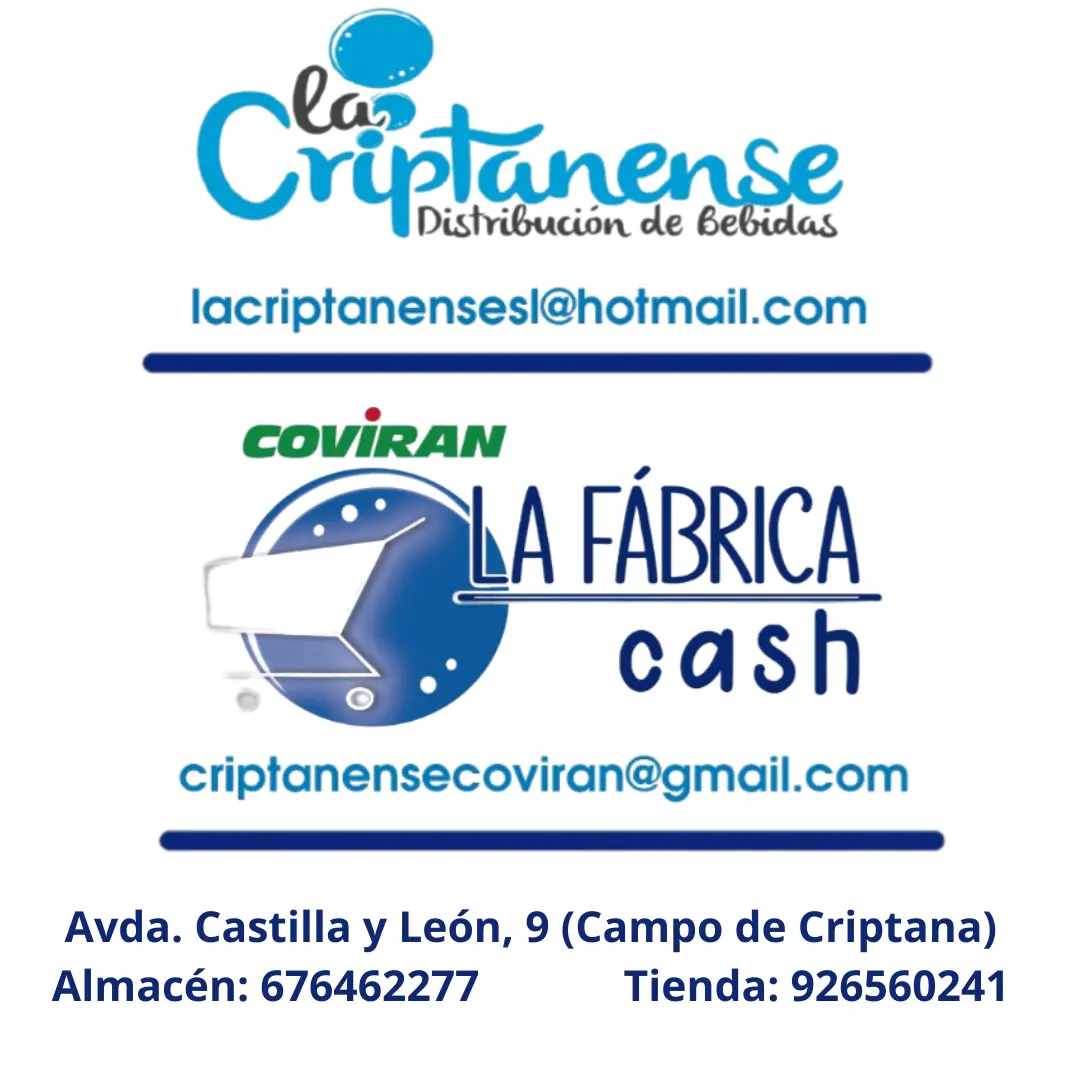 la
Criptanense
Distribución de Bebidas
lacriptanensesl@hotmail.com
COVIRAN
LA FÁBRICA
cash
criptanensecoviran@gmail.com
Avda. Castilla y León, 9 (Campo de Criptana)
Almacén: 676462277 Tienda: 926560241